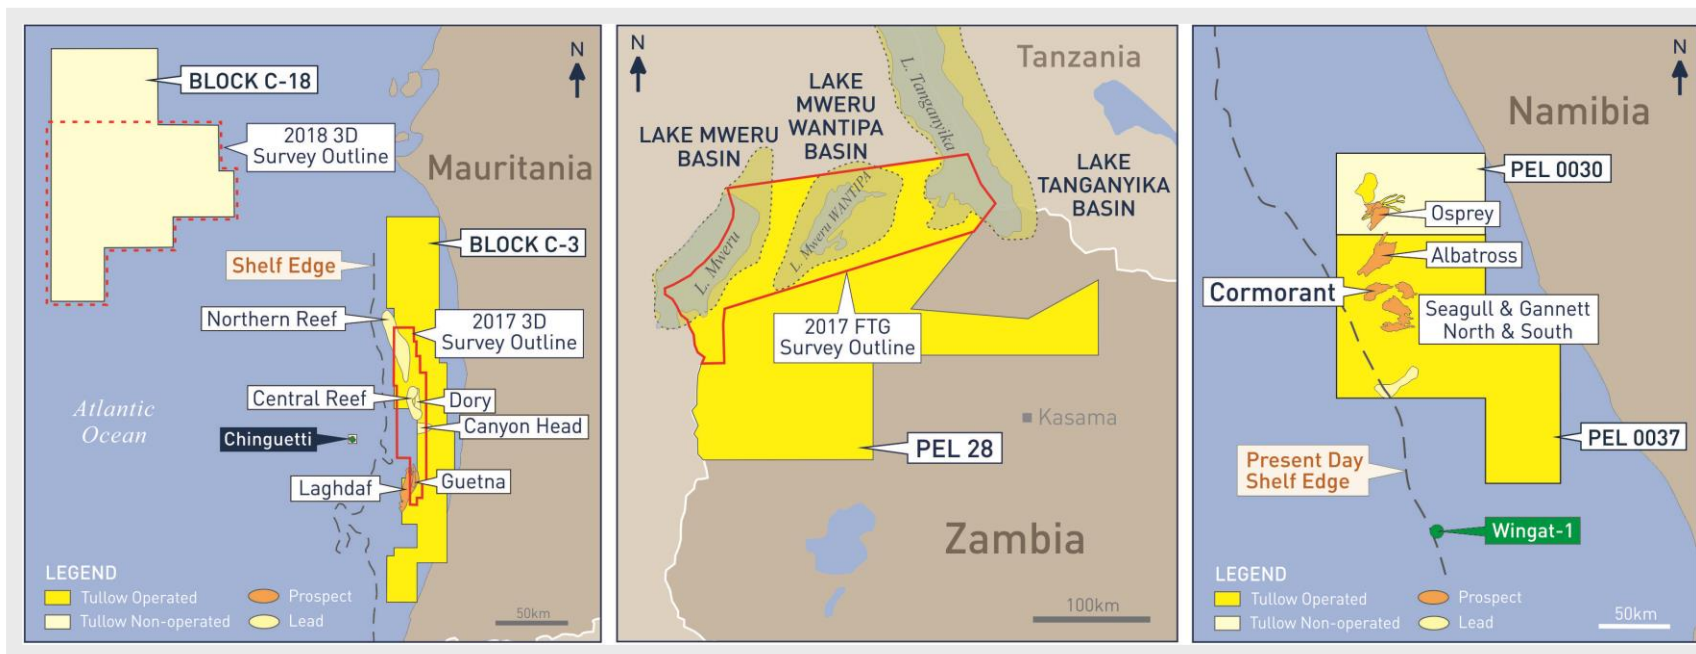 N
BLOCK C-18
2018 3D
Survey Outline
Mauritania
BLOCK C-3
Shelf Edge
Northern Reef
2017 3D
Survey Outline
Central Reef
Dory
Atlantic
Ocean
Canyon Head
Chinguetti
Laghdaf
Guetna
LEGEND
Tullow Operated
Prospect
Tullow Non-operated
Lead
50km
N
Tanzania
LAKE
MWERU
WANTIPA
BASIN
L. Tanganyika
LAKE MWERU
BASIN
LAKE
TANGANYIKA
BASIN
L. Mweru WANTIPA
L. Mweru
2017 FTG
Survey Outline
Kasama
PEL 28
Zambia
100km
N
Namibia
PEL 0030
Osprey
Albatross
Cormorant
Seagull & Gannett
North & South
PEL 0037
Present Day
Shelf Edge
Wingat-1
LEGEND
Tullow Operated
Prospect
Tullow Non-operated
Lead
50km